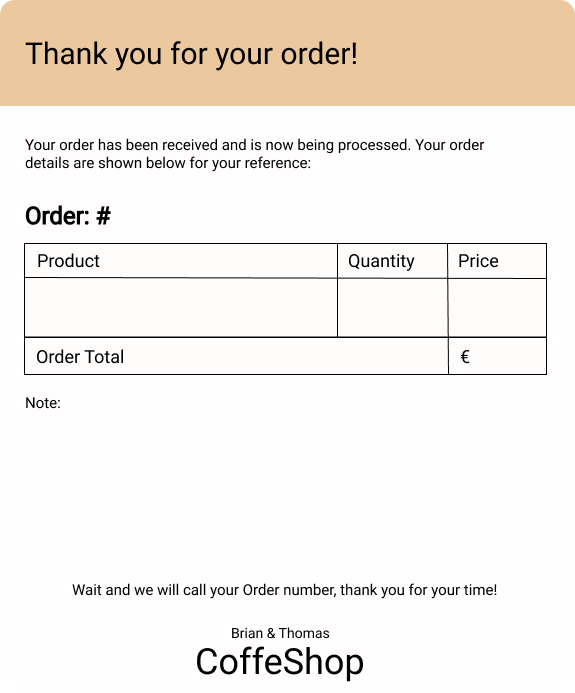 Thank you for your order!
Your order has been received and is now being processed. Your order
details are shown below for your reference:
Order: #
Product Quantity Price
Order Total €
Note:
Wait and we will call your Order number, thank you for your time!
Brian & Thomas
CoffeShop